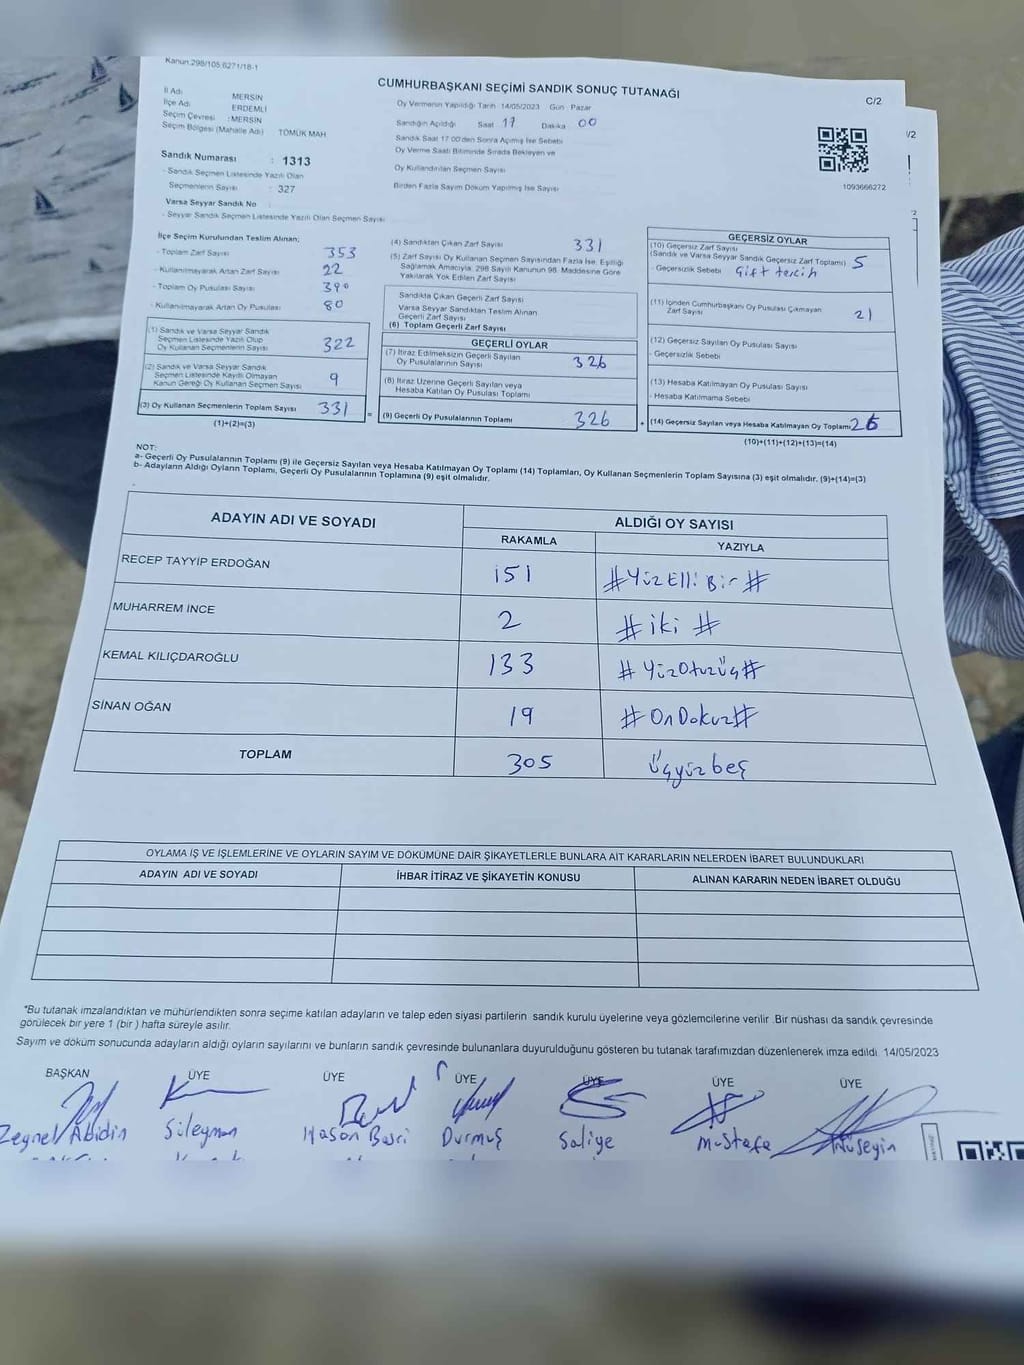 Kanun:298/105:6271/18-1
CUMHURBAŞKANI SEÇİMİ SANDIK SONUÇ TUTANAĞI
C/2
İl Adı MERSİN
İlçe Adı ERDEMLİ
Seçim Çevresi : MERSİN
Seçim Bölgesi (Mahalle Adı) TÖMÜK MAH
Oy Vermenin Yapıldığı Tarih 14/05/2023 Gün : Pazar
Sandığın Açıldığı Saat 17 Dakika 00
Sandık Saat 17:00'den Sonra Açılmış İse Sebebi
Oy Verme Saati Bitiminde Sırada Bekleyen ve
Oy Kullandırılan Seçmen Sayısı
Birden Fazla Sayım Döküm Yapılmış İse Sayısı
1093666272
/2
Sandık Numarası : 1313
- Sandık Seçmen Listesinde Yazılı Olan
Seçmenlerin Sayısı : 327
Varsa Seyyar Sandık No
- Seyyar Sandık Seçmen Listesinde Yazılı Olan Seçmen Sayısı
İlçe Seçim Kurulundan Teslim Alınan;
- Toplam Zarf Sayısı 353
- Kullanılmayarak Artan Zarf Sayısı 22
- Toplam Oy Pusulası Sayısı 390
- Kullanılmayarak Artan Oy Pusulası 80
(1) Sandık ve Varsa Seyyar Sandık
Seçmen Listesinde Yazılı Olup
Oy Kullanan Seçmenlerin Sayısı 322
(2) Sandık ve Varsa Seyyar Sandık
Seçmen Listesinde Kayıtlı Olmayan
Kanun Gereği Oy Kullanan Seçmen Sayısı 9
(3) Oy Kullanan Seçmenlerin Toplam Sayısı 331
(1)+(2)=(3)
(4) Sandıktan Çıkan Zarf Sayısı 331
(5) Zarf Sayısı Oy Kullanan Seçmen Sayısından Fazla İse, Eşitliği
Sağlamak Amacıyla, 298 Sayılı Kanunun 98. Maddesine Göre
Yakılarak Yok Edilen Zarf Sayısı
Sandıkta Çıkan Geçerli Zarf Sayısı
Varsa Seyyar Sandıktan Teslim Alınan
Geçerli Zarf Sayısı
(6) Toplam Geçerli Zarf Sayısı
GEÇERLİ OYLAR
(7) İtiraz Edilmeksizin Geçerli Sayılan
Oy Pusulalarının Sayısı 326
(8) İtiraz Üzerine Geçerli Sayılan veya
Hesaba Katılan Oy Pusulası Toplamı
= (9) Geçerli Oy Pusulalarının Toplamı 326
GEÇERSİZ OYLAR
(10) Geçersiz Zarf Sayısı
(Sandık ve Varsa Seyyar Sandık Geçersiz Zarf Toplamı) 5
- Geçersizlik Sebebi Çift tercih
(11) İçinden Cumhurbaşkanı Oy Pusulası Çıkmayan
Zarf Sayısı 21
(12) Geçersiz Sayılan Oy Pusulası Sayısı
- Geçersizlik Sebebi
(13) Hesaba Katılmayan Oy Pusulası Sayısı
- Hesaba Katılmama Sebebi
+ (14) Geçersiz Sayılan veya Hesaba Katılmayan Oy Toplamı 26
(10)+(11)+(12)+(13)=(14)
NOT:
a- Geçerli Oy Pusulalarının Toplamı (9) ile Geçersiz Sayılan veya Hesaba Katılmayan Oy Toplamı (14) Toplamları, Oy Kullanan Seçmenlerin Toplam Sayısına (3) eşit olmalıdır. (9)+(14)=(3)
b- Adayların Aldığı Oyların Toplamı, Geçerli Oy Pusulalarının Toplamına (9) eşit olmalıdır.
ADAYIN ADI VE SOYADI ALDIĞI OY SAYISI
RAKAMLA YAZIYLA
RECEP TAYYİP ERDOĞAN 151 #YüzElli Bir#
MUHARREM İNCE 2 #iki#
KEMAL KILIÇDAROĞLU 133 #YüzOtuzüç#
SİNAN OĞAN 19 #OnDokuz#
TOPLAM 305 Üçyüzbeş
OYLAMA İŞ VE İŞLEMLERİNE VE OYLARIN SAYIM VE DÖKÜMÜNE DAİR ŞİKAYETLERLE BUNLARA AİT KARARLARIN NELERDEN İBARET BULUNDUKLARI
ADAYIN ADI VE SOYADI İHBAR İTİRAZ VE ŞİKAYETİN KONUSU ALINAN KARARIN NEDEN İBARET OLDUĞU
*Bu tutanak imzalandıktan ve mühürlendikten sonra seçime katılan adayların ve talep eden siyasi partilerin sandık kurulu üyelerine veya gözlemcilerine verilir .Bir nüshası da sandık çevresinde
görülecek bir yere 1 (bir ) hafta süreyle asılır.
Sayım ve döküm sonucunda adayların aldığı oyların sayılarını ve bunların sandık çevresinde bulunanlara duyurulduğunu gösteren bu tutanak tarafımızdan düzenlenerek imza edildi. 14/05/2023
BAŞKAN ÜYE ÜYE ÜYE ÜYE ÜYE ÜYE
Zeynel Abidin Süleyman Hasan Basri Durmuş Saliye Mustafa Hüseyin